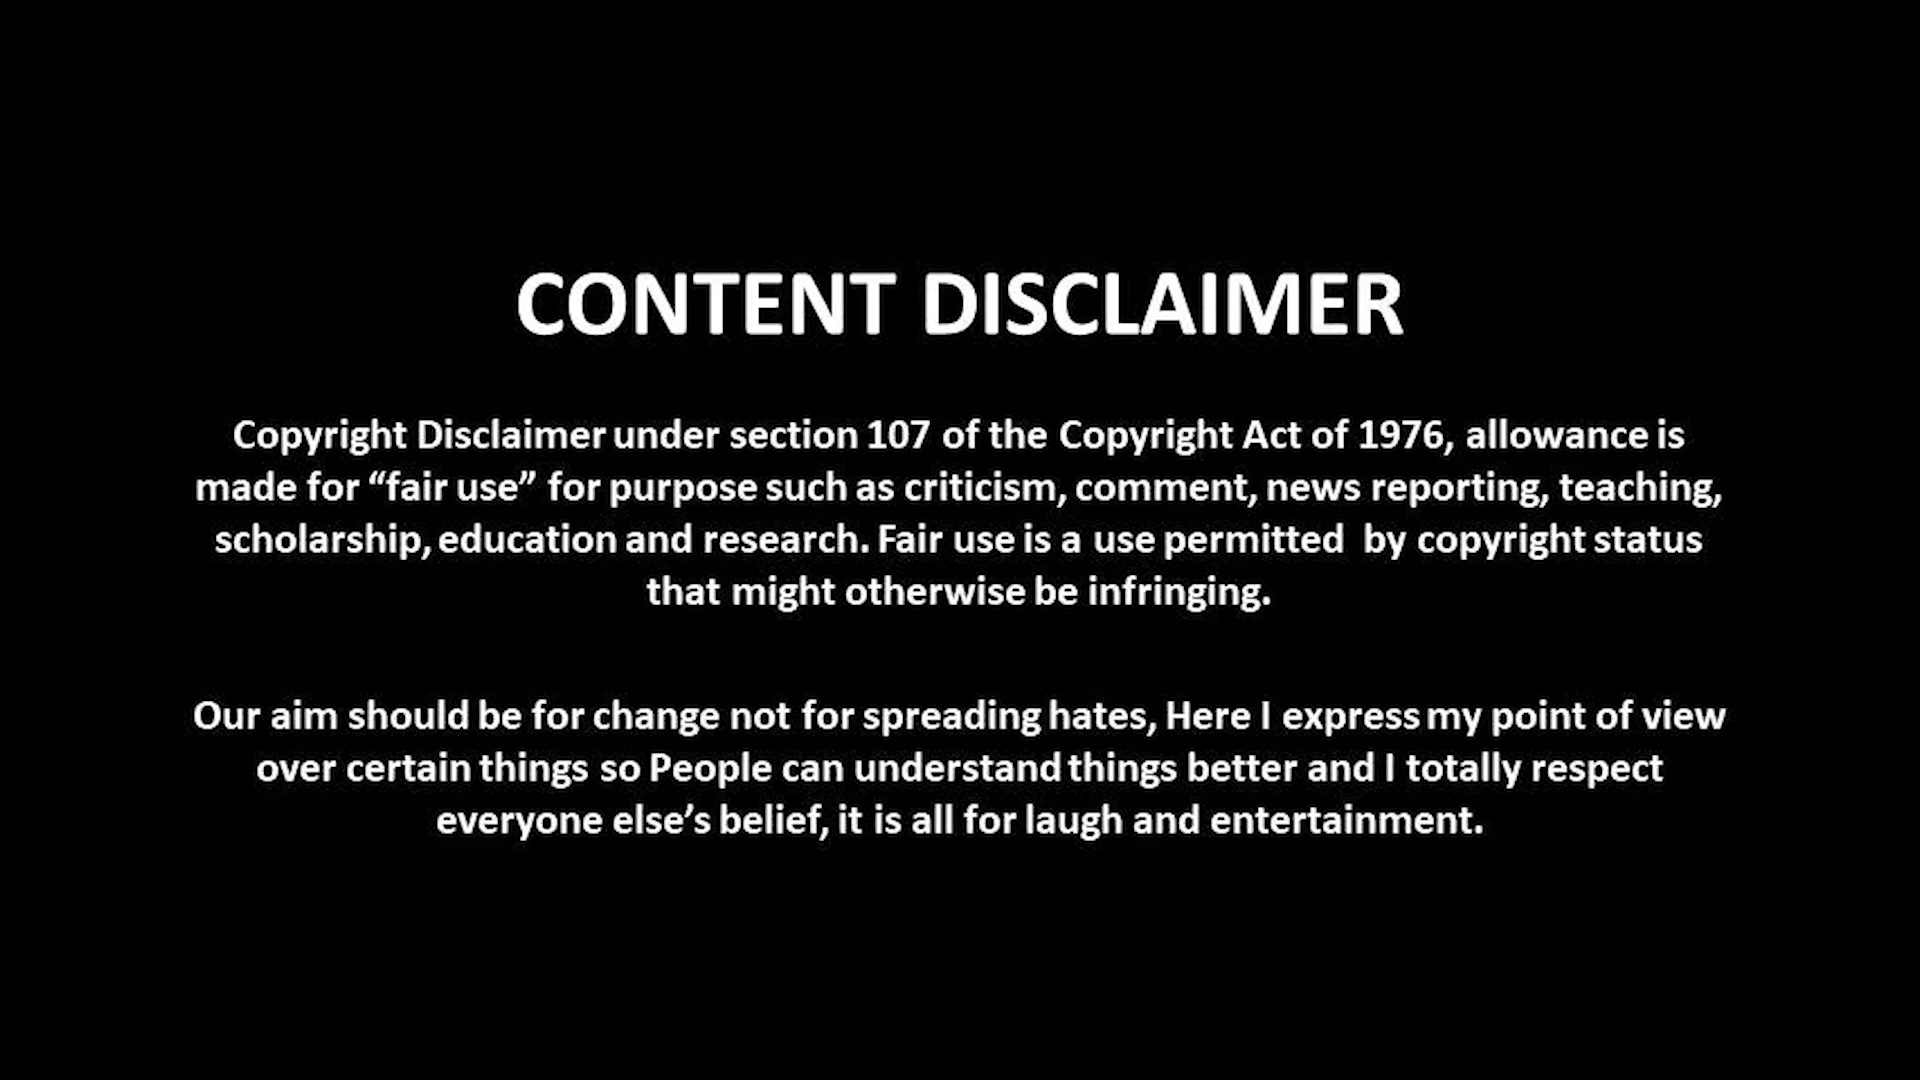 CONTENT DISCLAIMER
Copyright Disclaimer under section 107 of the Copyright Act of 1976, allowance is
made for “fair use” for purpose such as criticism, comment, news reporting, teaching,
scholarship, education and research. Fair use is a use permitted by copyright status
that might otherwise be infringing.
Our aim should be for change not for spreading hates, Here I express my point of view
over certain things so People can understand things better and I totally respect
everyone else’s belief, it is all for laugh and entertainment.